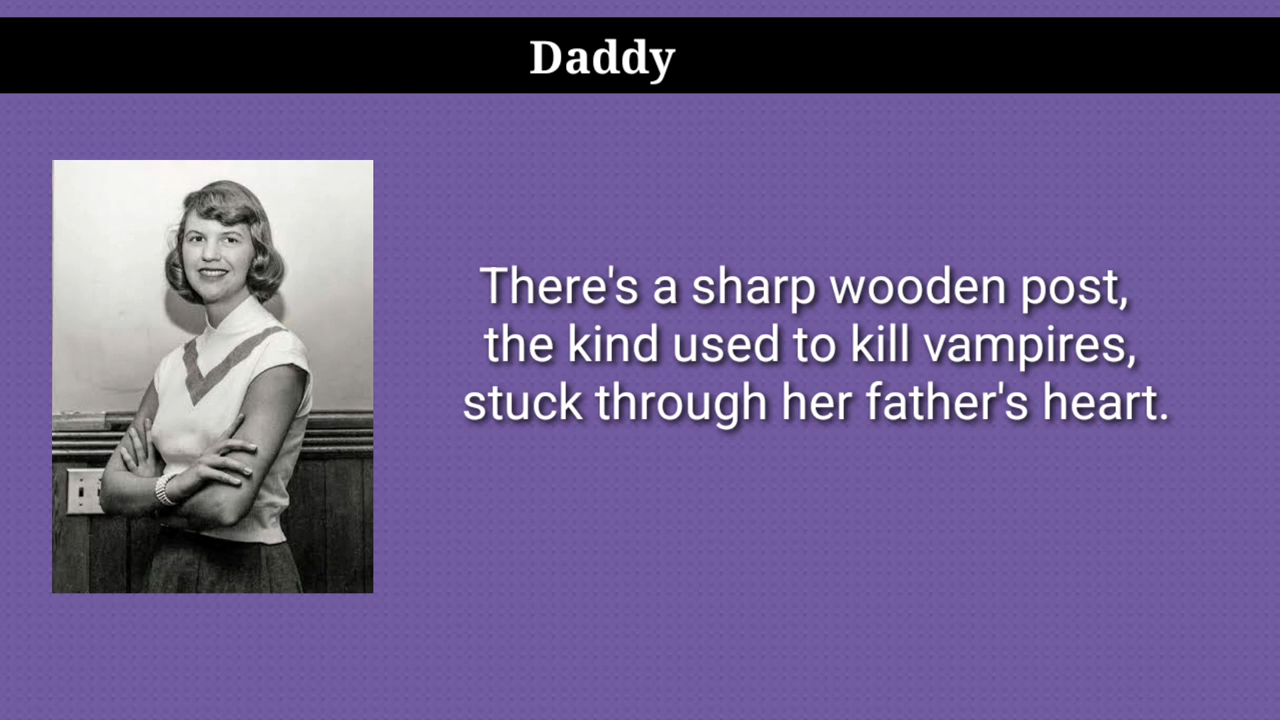 Daddy
There's a sharp wooden post,
the kind used to kill vampires,
stuck through her father's heart.